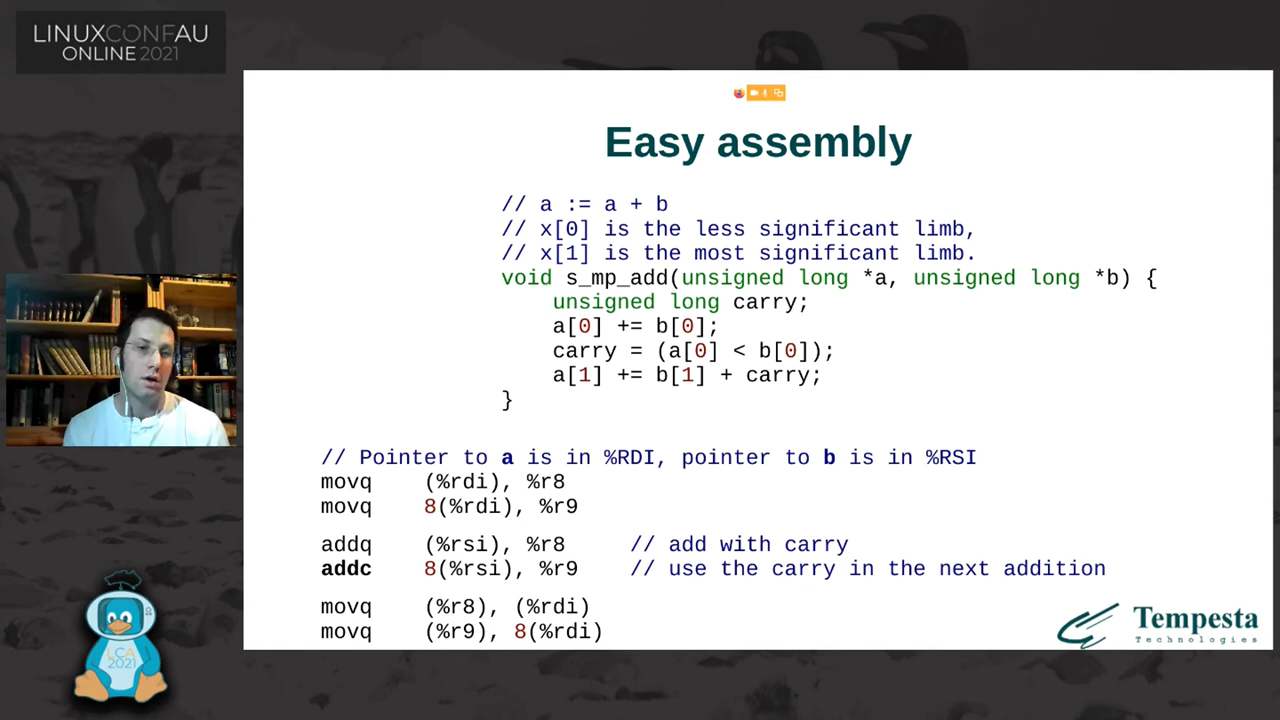 LINUXCONFAU
ONLINE 2021
Easy assembly
// a := a + b
// x[0] is the less significant limb,
// x[1] is the most significant limb.
void s_mp_add(unsigned long *a, unsigned long *b) {
unsigned long carry;
a[0] += b[0];
carry = (a[0] < b[0]);
a[1] += b[1] + carry;
}
// Pointer to a is in %RDI, pointer to b is in %RSI
movq (%rdi), %r8
movq 8(%rdi), %r9
addq (%rsi), %r8 // add with carry
addc 8(%rsi), %r9 // use the carry in the next addition
movq (%r8), (%rdi)
movq (%r9), 8(%rdi)
Tempesta
Technologies
LCA
2021